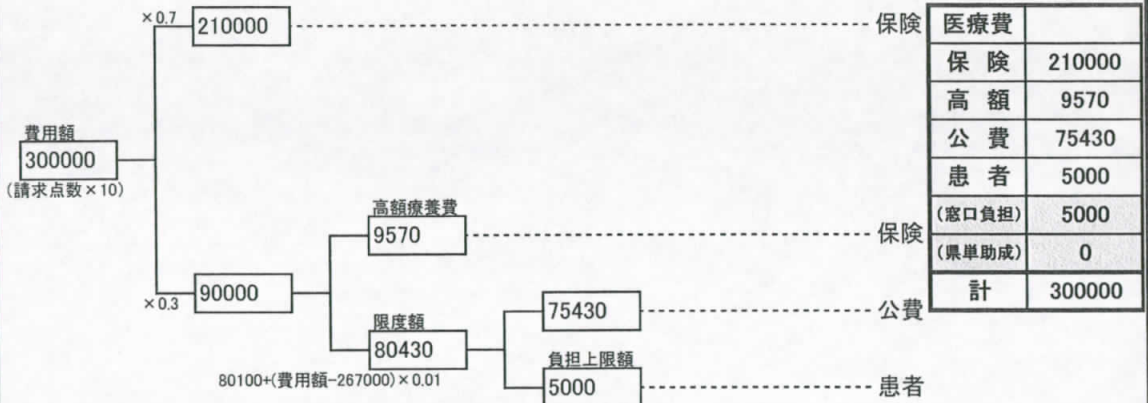 ×0.7
210000
保険
費用額
300000
(請求点数×10)
高額療養費
9570
保険
×0.3
90000
75430
公費
限度額
80430
80100+(費用額-267000)×0.01
負担上限額
5000
患者
医療費
保険 210000
高額 9570
公費 75430
患者 5000
(窓口負担) 5000
(県単助成) 0
計 300000